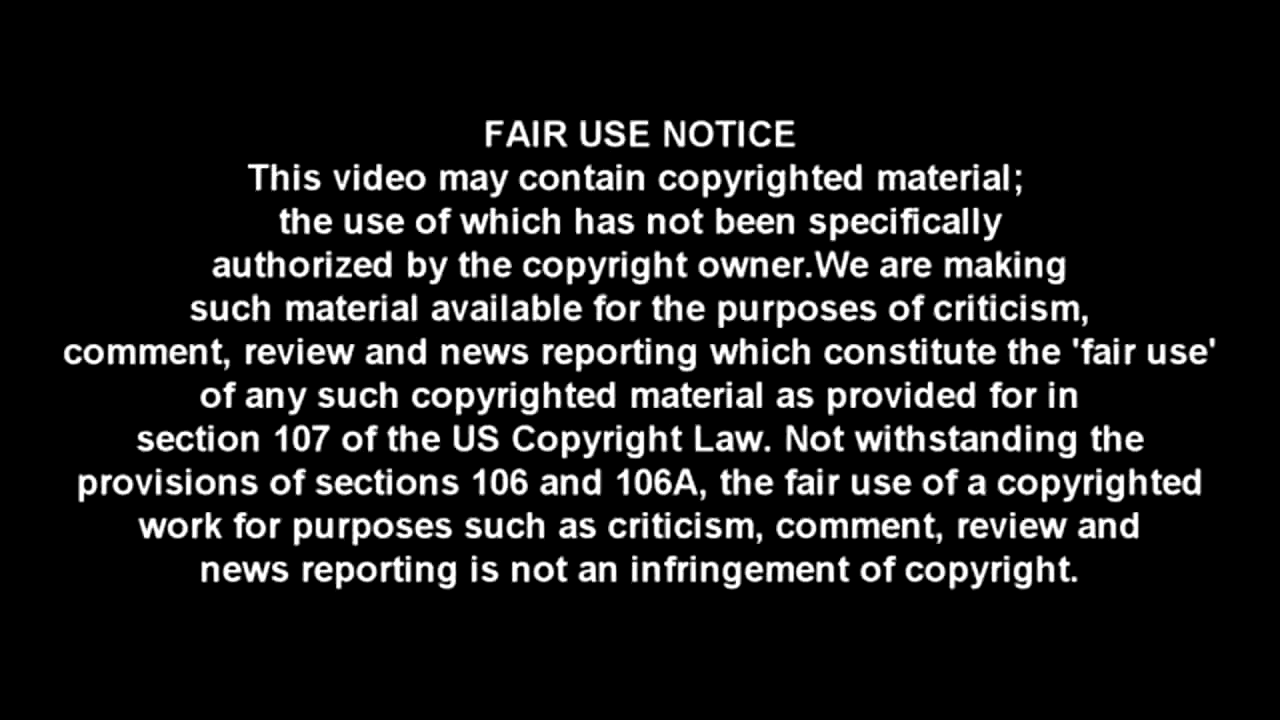 FAIR USE NOTICE
This video may contain copyrighted material;
the use of which has not been specifically
authorized by the copyright owner.We are making
such material available for the purposes of criticism,
comment, review and news reporting which constitute the 'fair use'
of any such copyrighted material as provided for in
section 107 of the US Copyright Law. Not withstanding the
provisions of sections 106 and 106A, the fair use of a copyrighted
work for purposes such as criticism, comment, review and
news reporting is not an infringement of copyright.